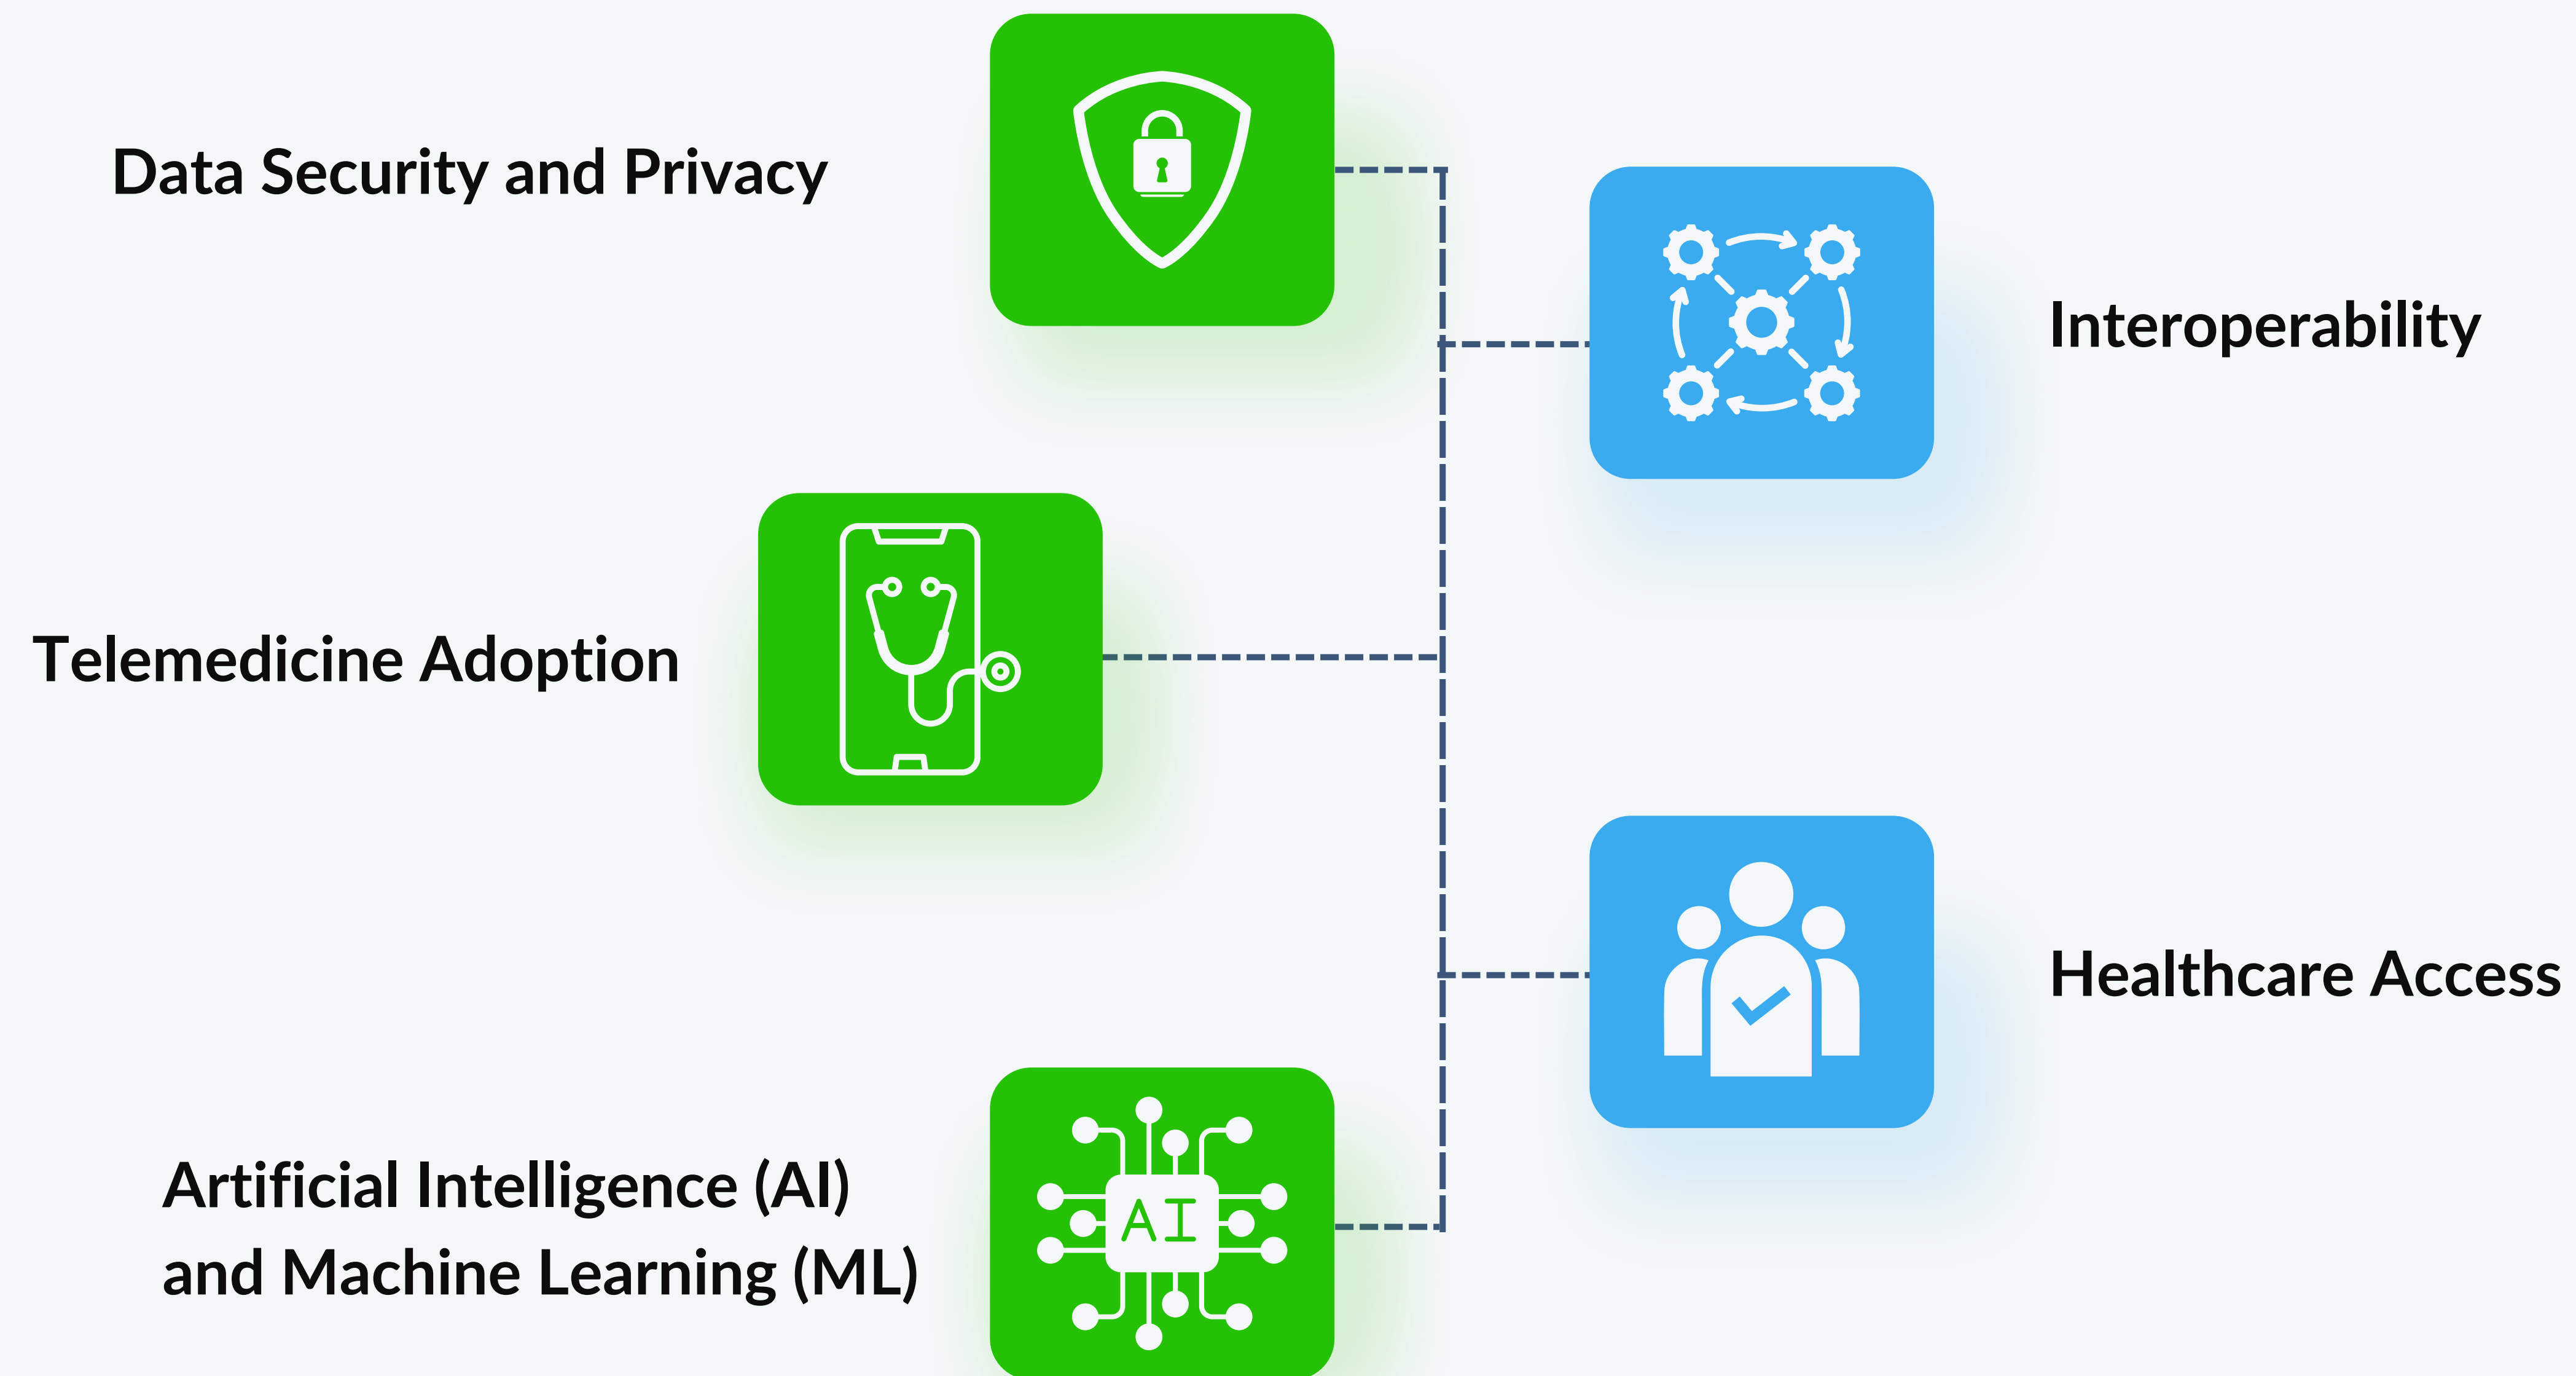 Data Security and Privacy
Interoperability
Telemedicine Adoption
Healthcare Access
Artificial Intelligence (AI)
and Machine Learning (ML)
AI